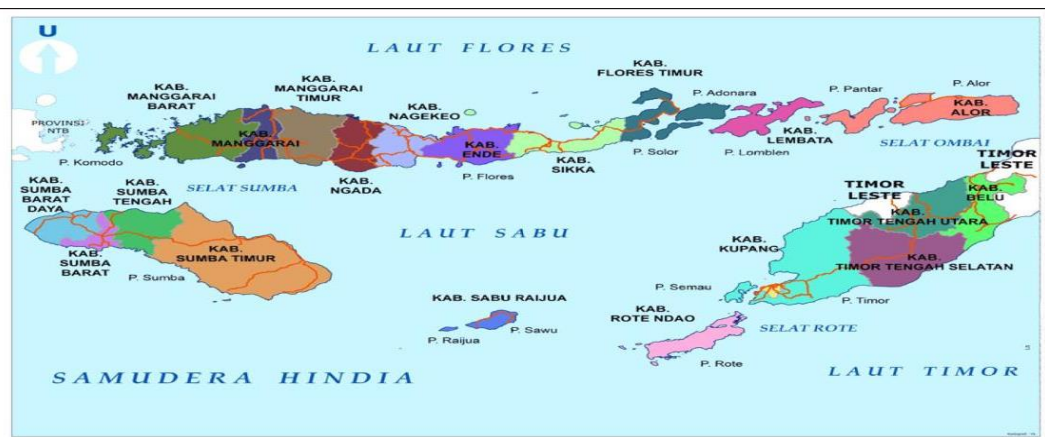 U
LAUT FLORES
KAB.
MANGGARAI
BARAT
KAB.
MANGGARAI
TIMUR
KAB.
NAGEKEO
KAB.
FLORES TIMUR
P. Adonara
P. Pantar
P. Alor
KAB.
ALOR
PROVINSI
NTB
KAB.
MANGGARAI
KAB.
ENDE
KAB.
SIKKA
P. Solor
P. Lomblen
KAB.
LEMBATA
SELAT OMBAI
P. Komodo
KAB.
NGADA
P. Flores
TIMOR
LESTE
KAB.
SUMBA
BARAT
DAYA
KAB.
SUMBA
TENGAH
SELAT SUMBA
TIMOR
LESTE
KAB.
BELU
KAB.
TIMOR TENGAH UTARA
LAUT SABU
KAB.
SUMBA
BARAT
KAB.
SUMBA TIMUR
P. Sumba
KAB.
KUPANG
KAB.
TIMOR TENGAH SELATAN
P. Semau
P. Timor
KAB. SABU RAIJUA
KAB.
ROTE NDAO
SELAT ROTE
P. Sawu
P. Raijua
P. Rote
SAMUDERA HINDIA
LAUT TIMOR